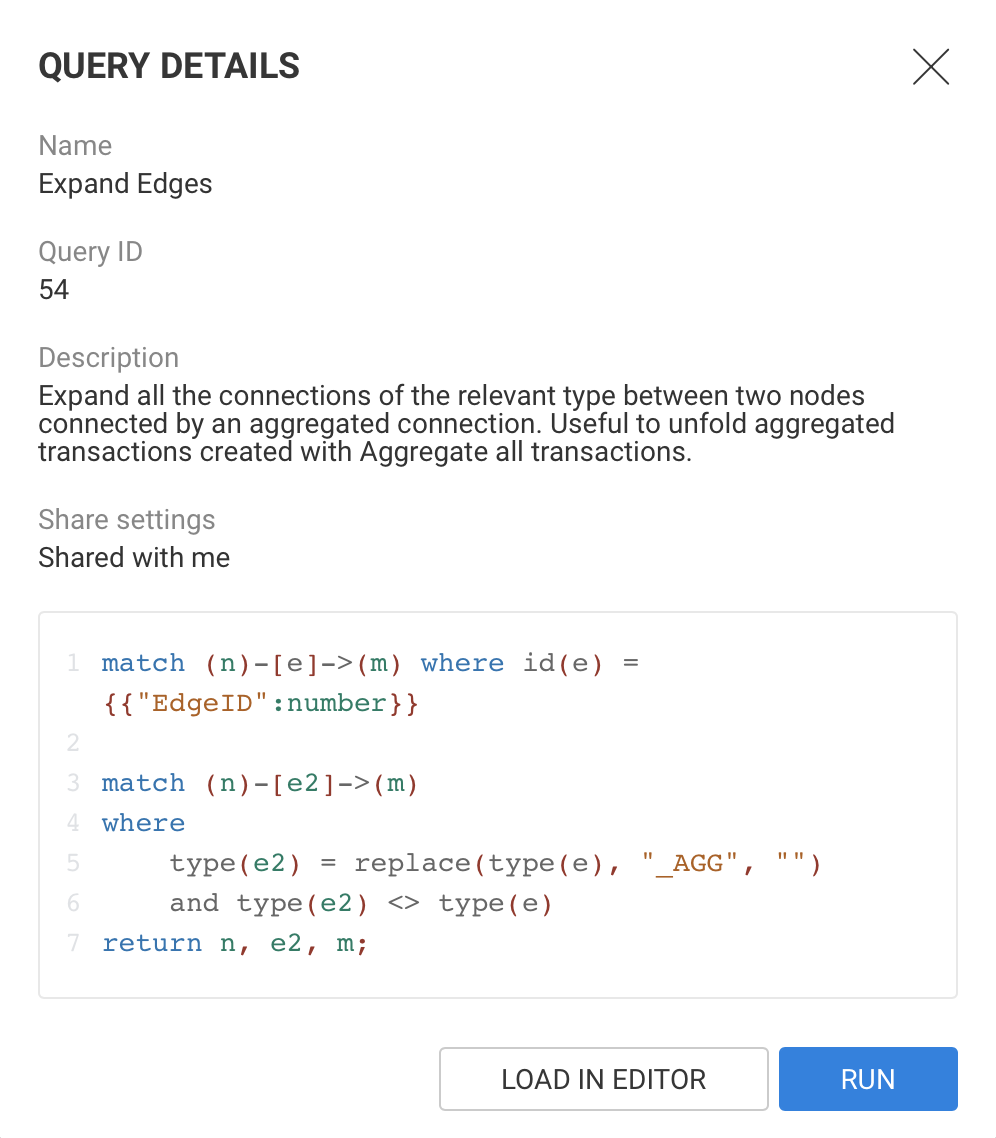 QUERY DETAILS
Name
Expand Edges
Query ID
54
Description
Expand all the connections of the relevant type between two nodes
connected by an aggregated connection. Useful to unfold aggregated
transactions created with Aggregate all transactions.
Share settings
Shared with me
1 match (n)-[e]->(m) where id(e) =
{{"EdgeID":number}}
2
3 match (n)-[e2]->(m)
4 where
5     type(e2) = replace(type(e), "_AGG", "")
6     and type(e2) <> type(e)
7 return n, e2, m;
LOAD IN EDITOR
RUN